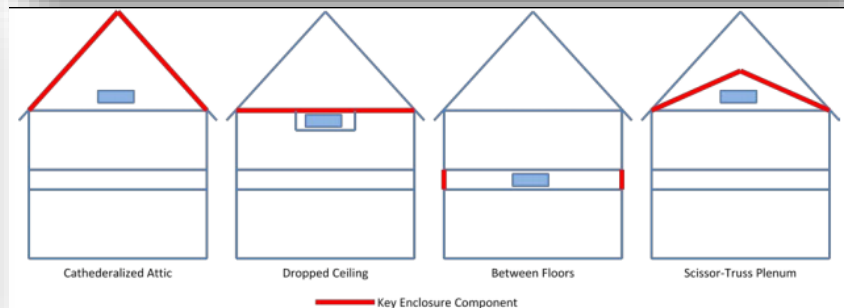 Cathederalized Attic
Dropped Ceiling
Between Floors
Scissor-Truss Plenum
Key Enclosure Component